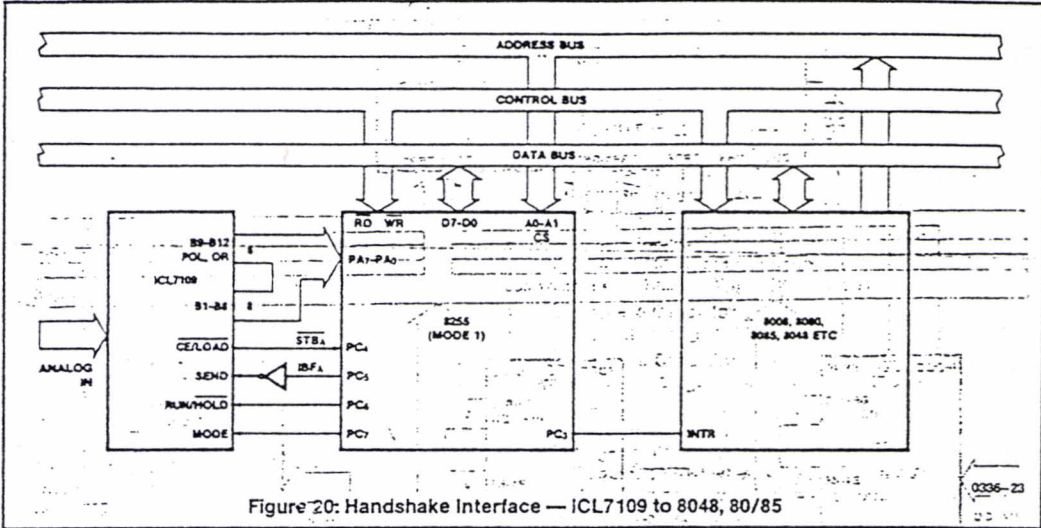 ADDRESS BUS
CONTROL BUS
DATA BUS
RD WR D7-D0 A0-A1
CS
B9-B12
POL, OR 6
PA7-PA0
ICL7109
B1-B8 8
8255
(MODE 1)
8008, 8080,
8085, 8048 ETC
ANALOG
IN
CE/LOAD STBA PC4
SEND IBFA PC5
RUN/HOLD PC6
MODE PC7 PC3 INTR
0336-23
Figure 20: Handshake Interface — ICL7109 to 8048, 80/85